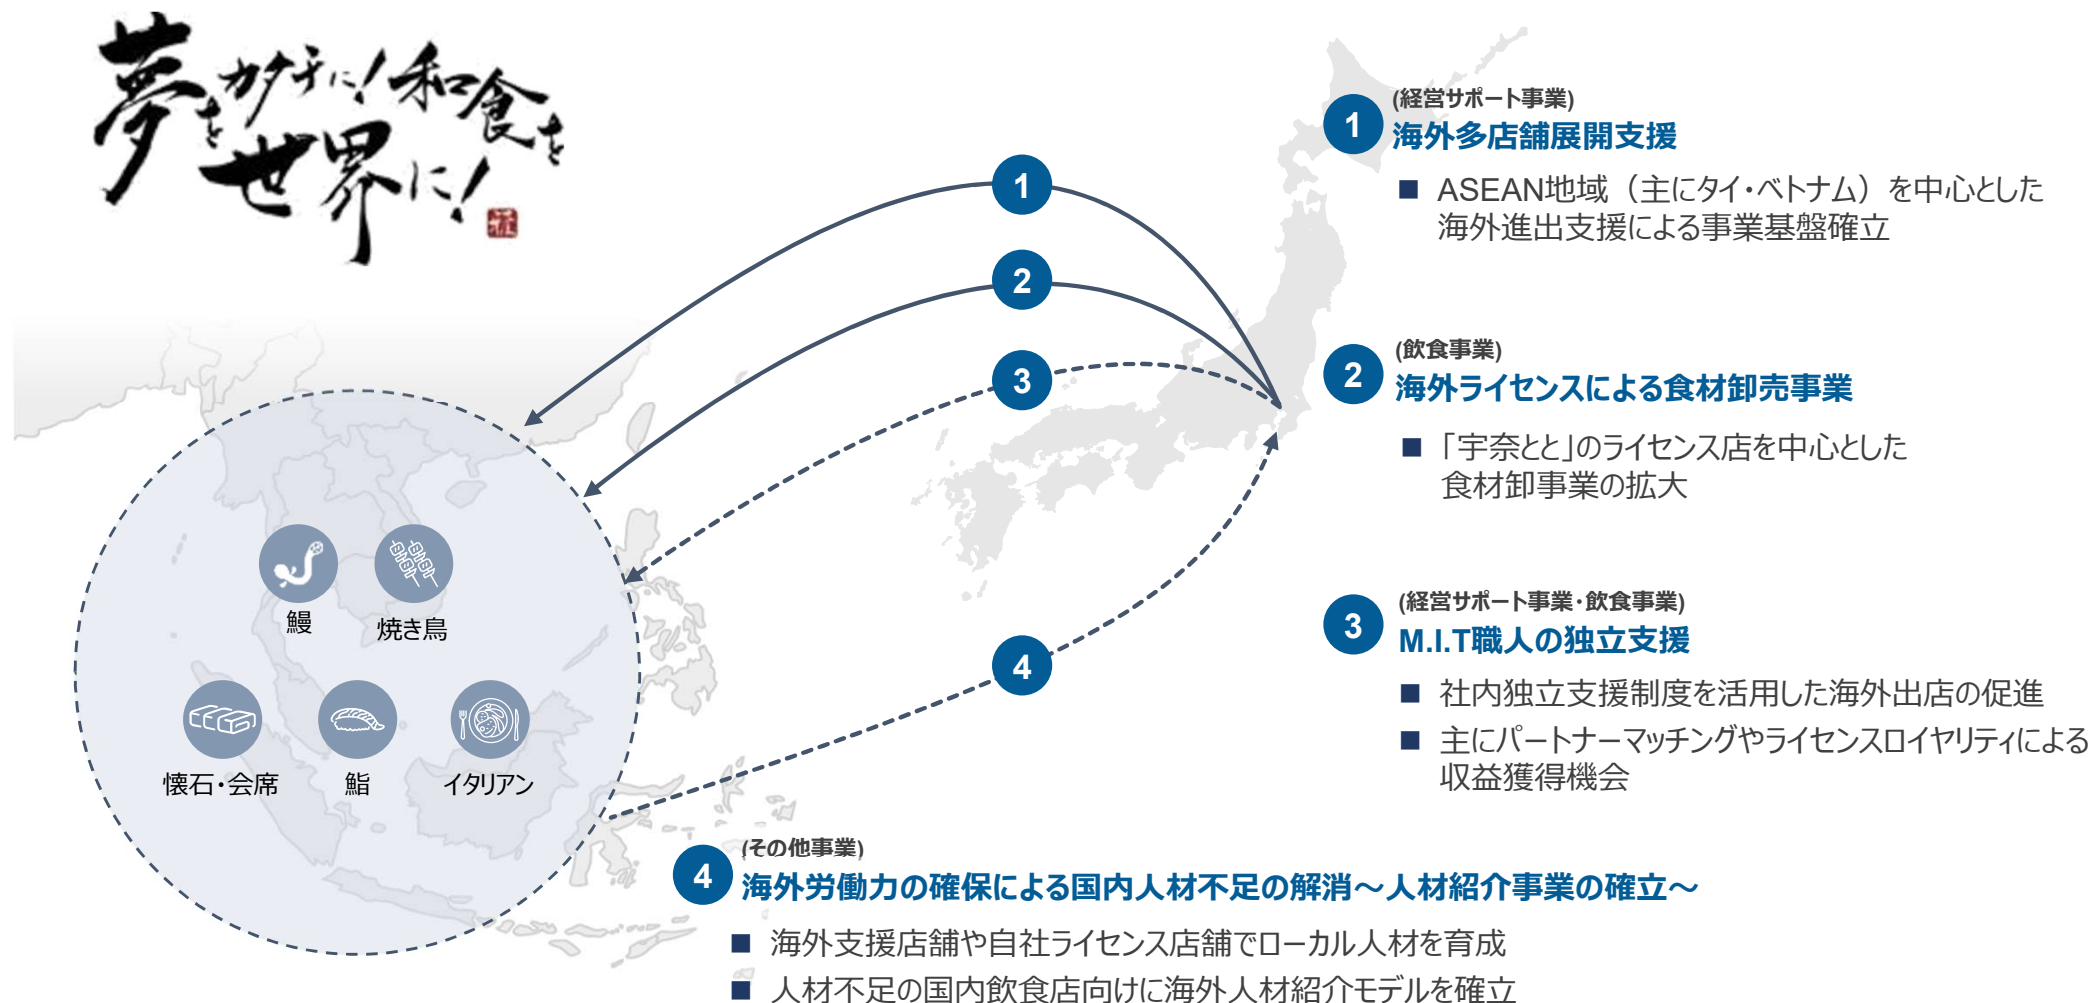 夢をカタチに!和食を
世界に!
1
(経営サポート事業)
海外多店舗展開支援
■ ASEAN地域（主にタイ・ベトナム）を中心とした
海外進出支援による事業基盤確立
2
(飲食事業)
海外ライセンスによる食材卸売事業
■ 「宇奈とと」のライセンス店を中心とした
食材卸事業の拡大
3
(経営サポート事業・飲食事業)
M.I.T職人の独立支援
■ 社内独立支援制度を活用した海外出店の促進
■ 主にパートナーマッチングやライセンスロイヤリティによる
収益獲得機会
4
(その他事業)
海外労働力の確保による国内人材不足の解消～人材紹介事業の確立～
■ 海外支援店舗や自社ライセンス店舗でローカル人材を育成
■ 人材不足の国内飲食店向けに海外人材紹介モデルを確立
1
2
3
4
鰻
焼き鳥
懐石・会席
鮨
イタリアン